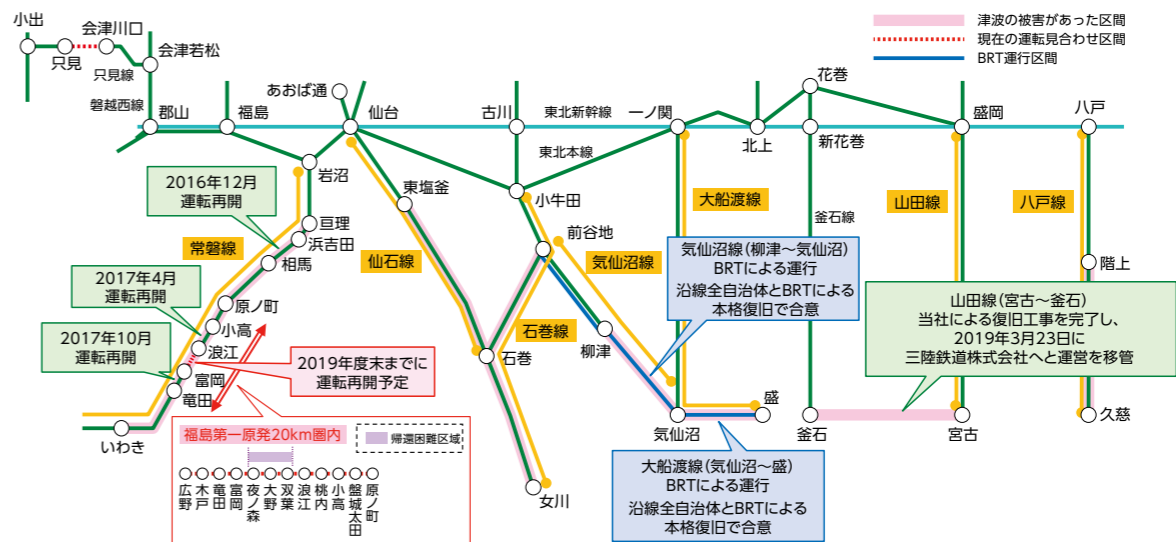 小出
只見
会津川口
会津若松
只見線
磐越西線
郡山
福島
あおば通
仙台
古川
東北新幹線
東北本線
一ノ関
北上
花巻
新花巻
盛岡
八戸
津波の被害があった区間
現在の運転見合わせ区間
BRT運行区間
岩沼
亘理
浜吉田
相馬
原ノ町
小高
浪江
富岡
竜田
いわき
常磐線
2016年12月
運転再開
2017年4月
運転再開
2017年10月
運転再開
2019年度末までに
運転再開予定
福島第一原発20km圏内
帰還困難区域
広野
木戸
竜田
富岡
夜ノ森
大野
双葉
浪江
桃内
小高
盤城太田
原ノ町
東塩釜
仙石線
石巻
女川
石巻線
小牛田
前谷地
気仙沼線
柳津
気仙沼
盛
大船渡線
気仙沼線(柳津~気仙沼)
BRTによる運行
沿線全自治体とBRTによる
本格復旧で合意
大船渡線(気仙沼~盛)
BRTによる運行
沿線全自治体とBRTによる
本格復旧で合意
釜石線
釜石
宮古
山田線
山田線(宮古~釜石)
当社による復旧工事を完了し、
2019年3月23日に
三陸鉄道株式会社へと運営を移管
八戸線
階上
久慈